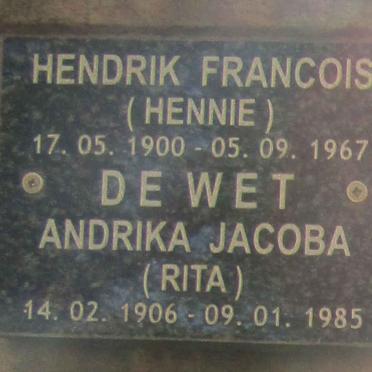 HENDRIK FRANCOIS
(HENNIE)
17. 05. 1900 - 05. 09. 1967
DE WET
ANDRIKA JACOBA
(RITA)
14. 02. 1906 - 09. 01. 1985